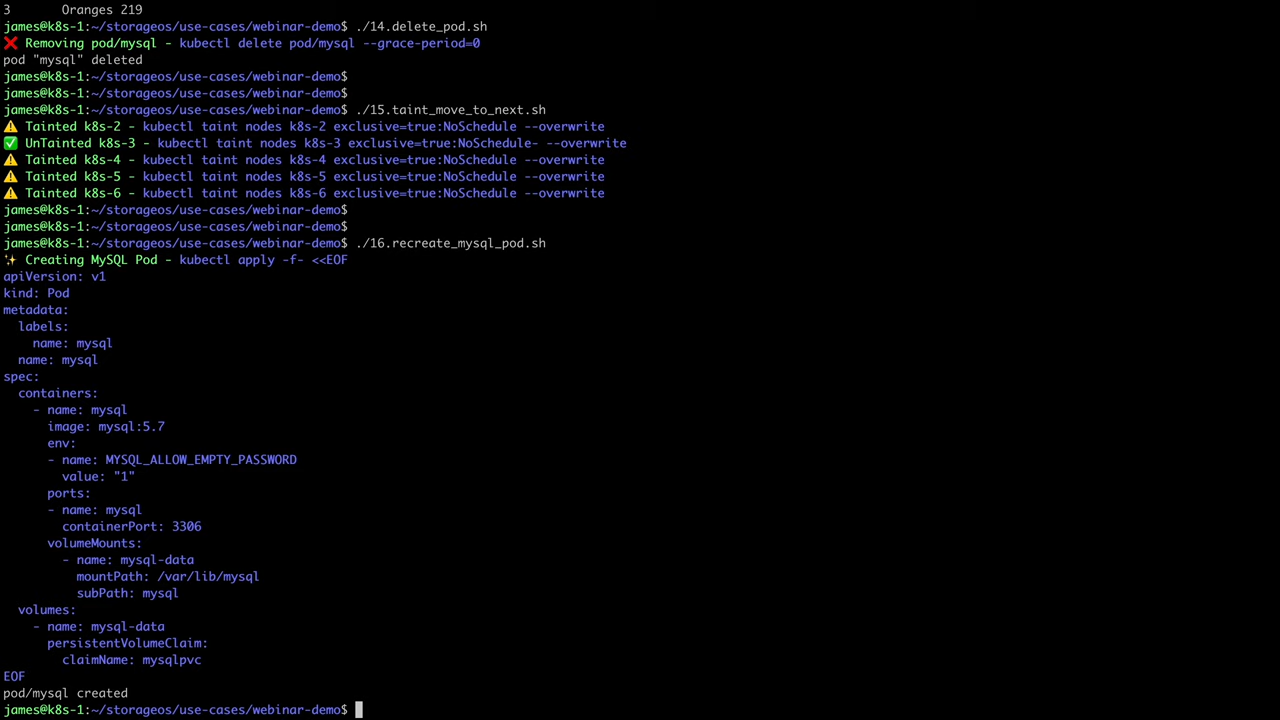 3       Oranges 219
james@k8s-1:~/storageos/use-cases/webinar-demo$ ./14.delete_pod.sh
❌ Removing pod/mysql - kubectl delete pod/mysql --grace-period=0
pod "mysql" deleted
james@k8s-1:~/storageos/use-cases/webinar-demo$
james@k8s-1:~/storageos/use-cases/webinar-demo$
james@k8s-1:~/storageos/use-cases/webinar-demo$ ./15.taint_move_to_next.sh
⚠️ Tainted k8s-2 - kubectl taint nodes k8s-2 exclusive=true:NoSchedule --overwrite
✅ UnTainted k8s-3 - kubectl taint nodes k8s-3 exclusive=true:NoSchedule- --overwrite
⚠️ Tainted k8s-4 - kubectl taint nodes k8s-4 exclusive=true:NoSchedule --overwrite
⚠️ Tainted k8s-5 - kubectl taint nodes k8s-5 exclusive=true:NoSchedule --overwrite
⚠️ Tainted k8s-6 - kubectl taint nodes k8s-6 exclusive=true:NoSchedule --overwrite
james@k8s-1:~/storageos/use-cases/webinar-demo$
james@k8s-1:~/storageos/use-cases/webinar-demo$
james@k8s-1:~/storageos/use-cases/webinar-demo$ ./16.recreate_mysql_pod.sh
✨ Creating MySQL Pod - kubectl apply -f- <<EOF
apiVersion: v1
kind: Pod
metadata:
  labels:
    name: mysql
  name: mysql
spec:
  containers:
    - name: mysql
      image: mysql:5.7
      env:
      - name: MYSQL_ALLOW_EMPTY_PASSWORD
        value: "1"
      ports:
      - name: mysql
        containerPort: 3306
      volumeMounts:
        - name: mysql-data
          mountPath: /var/lib/mysql
          subPath: mysql
  volumes:
    - name: mysql-data
      persistentVolumeClaim:
        claimName: mysqlpvc
EOF
pod/mysql created
james@k8s-1:~/storageos/use-cases/webinar-demo$